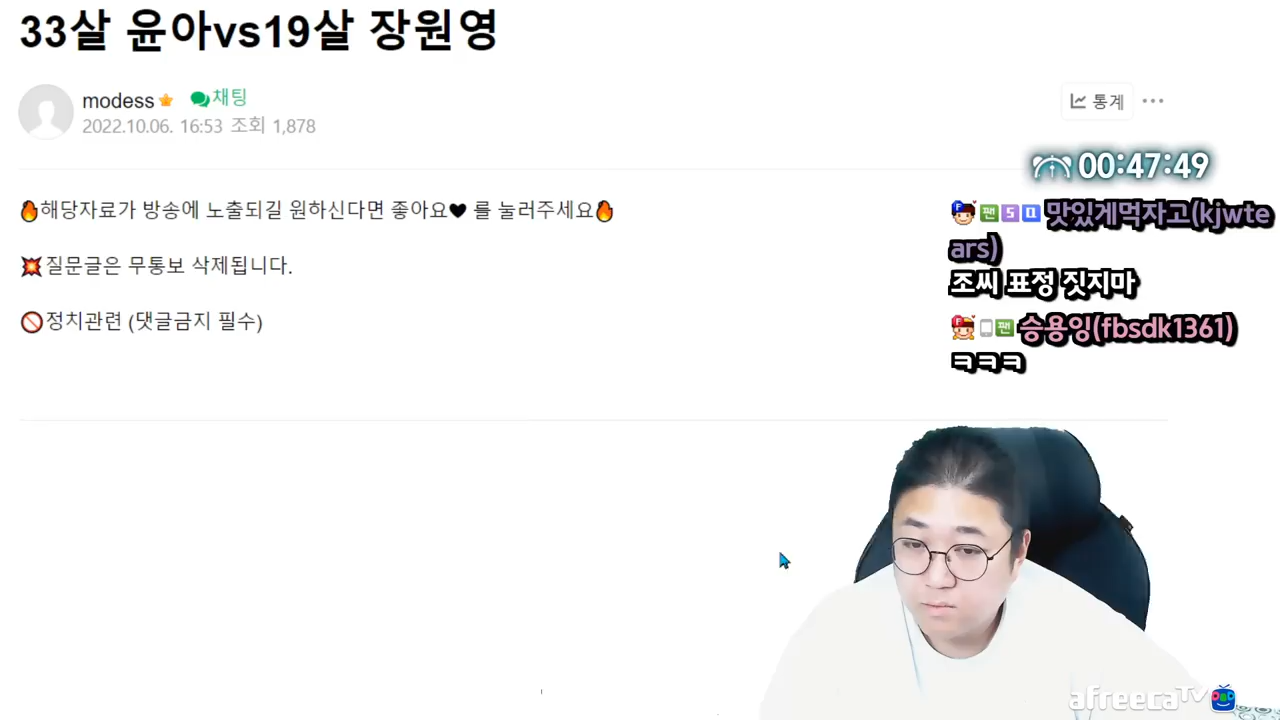 33살 윤아vs19살 장원영
modess 채팅
2022.10.06. 16:53 조회 1,878
통계
00:47:49
해당자료가 방송에 노출되길 원하신다면 좋아요🖤 를 눌러주세요🔥
질문글은 무통보 삭제됩니다.
정치관련 (댓글금지 필수)
F 팬 5 맛있게먹자고(kjwte
ars)
조씨 표정 짓지마
팬 승용잉(fbsdk1361)
ㅋㅋㅋ
afreecaTV